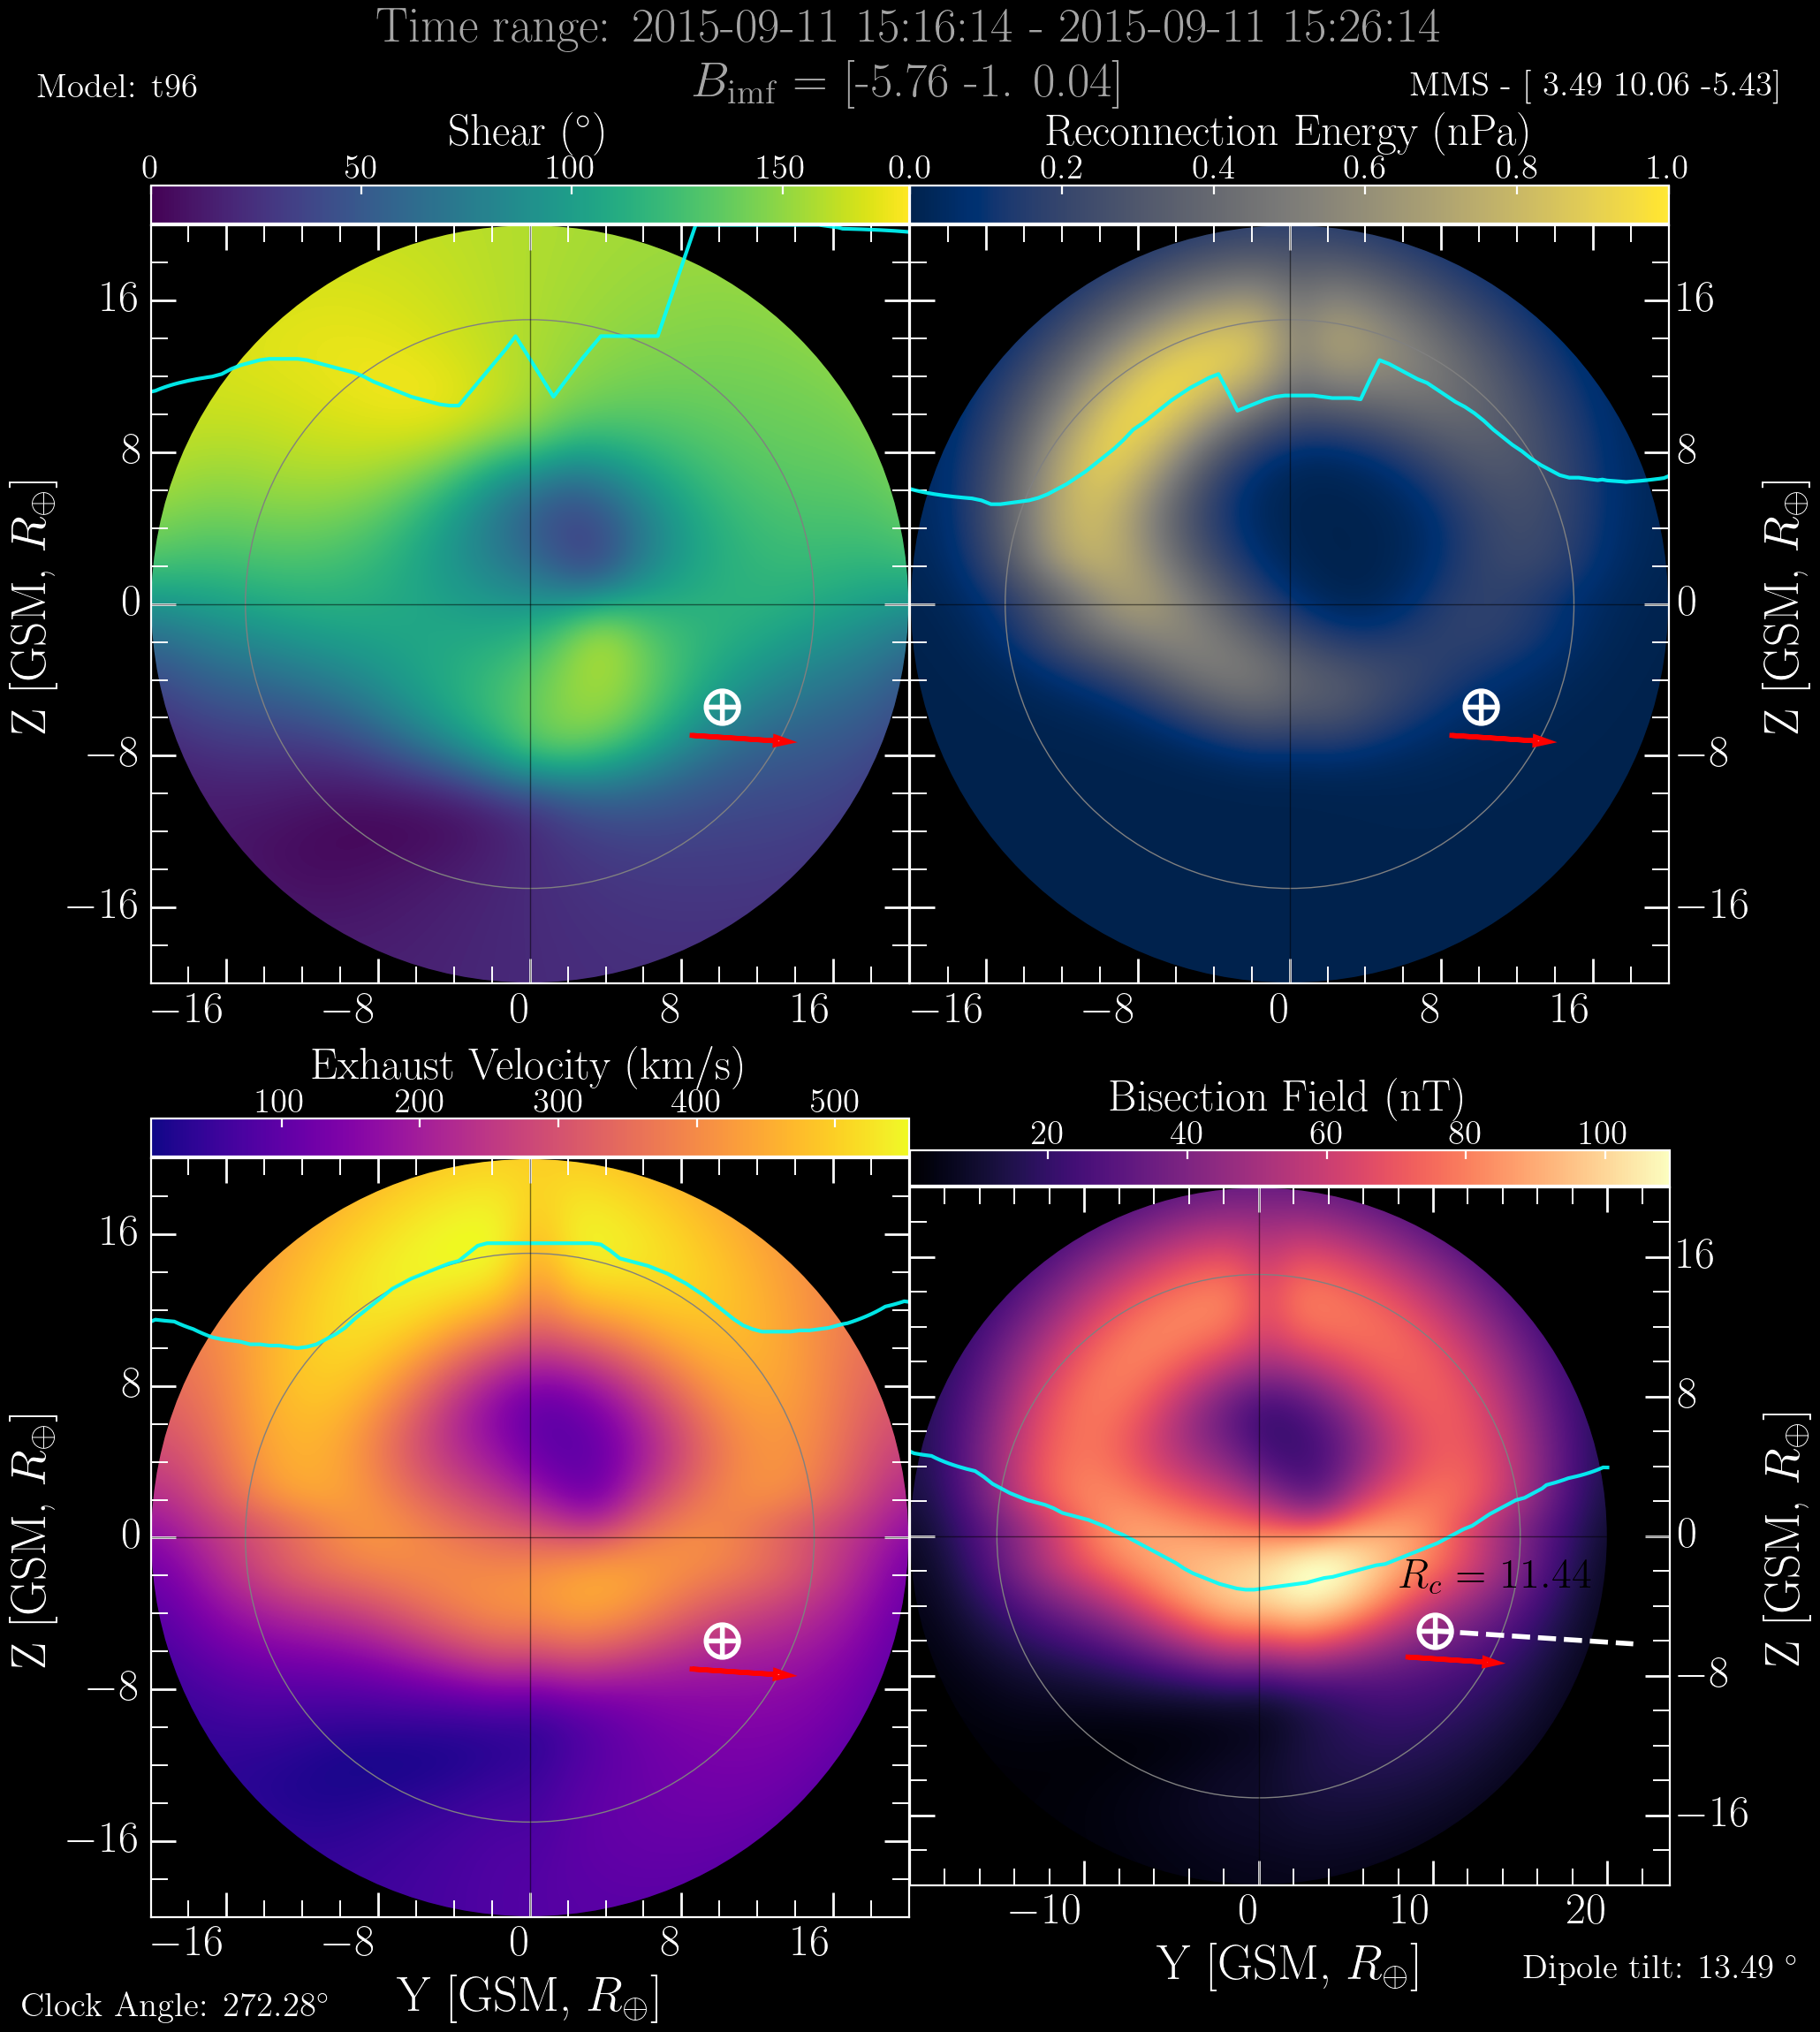 Time range: 2015-09-11 15:16:14 - 2015-09-11 15:26:14
Model: t96
B_imf = [-5.76 -1. 0.04]
MMS - [ 3.49 10.06 -5.43]
Shear (°)
Reconnection Energy (nPa)
0 50 100 150
0.0 0.2 0.4 0.6 0.8 1.0
16
8
0
−8
−16
Z [GSM, R⊕]
16
8
0
−8
−16
Z [GSM, R⊕]
−16 −8 0 8 16
−16 −8 0 8 16
Exhaust Velocity (km/s)
100 200 300 400 500
Bisection Field (nT)
20 40 60 80 100
16
8
0
−8
−16
Z [GSM, R⊕]
R_c = 11.44
16
8
0
−8
−16
Z [GSM, R⊕]
−16 −8 0 8 16
Y [GSM, R⊕]
−10 0 10 20
Y [GSM, R⊕]
Clock Angle: 272.28°
Dipole tilt: 13.49 °